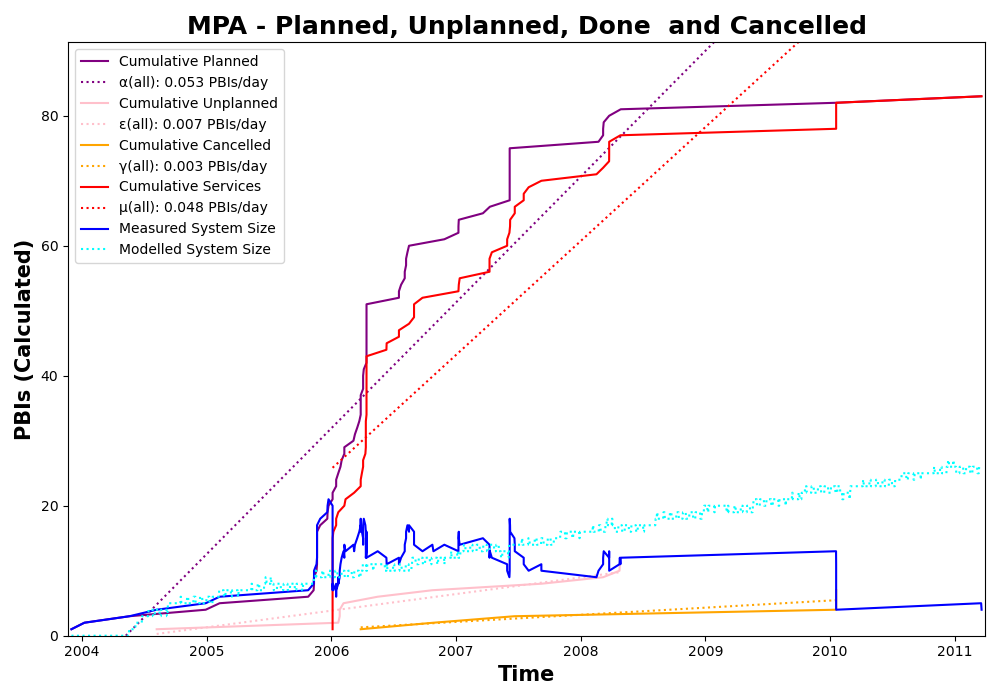 MPA - Planned, Unplanned, Done  and Cancelled
Cumulative Planned
α(all): 0.053 PBIs/day
Cumulative Unplanned
ε(all): 0.007 PBIs/day
Cumulative Cancelled
γ(all): 0.003 PBIs/day
Cumulative Services
μ(all): 0.048 PBIs/day
Measured System Size
Modelled System Size
PBIs (Calculated)
80
60
40
20
0
2004 2005 2006 2007 2008 2009 2010 2011
Time